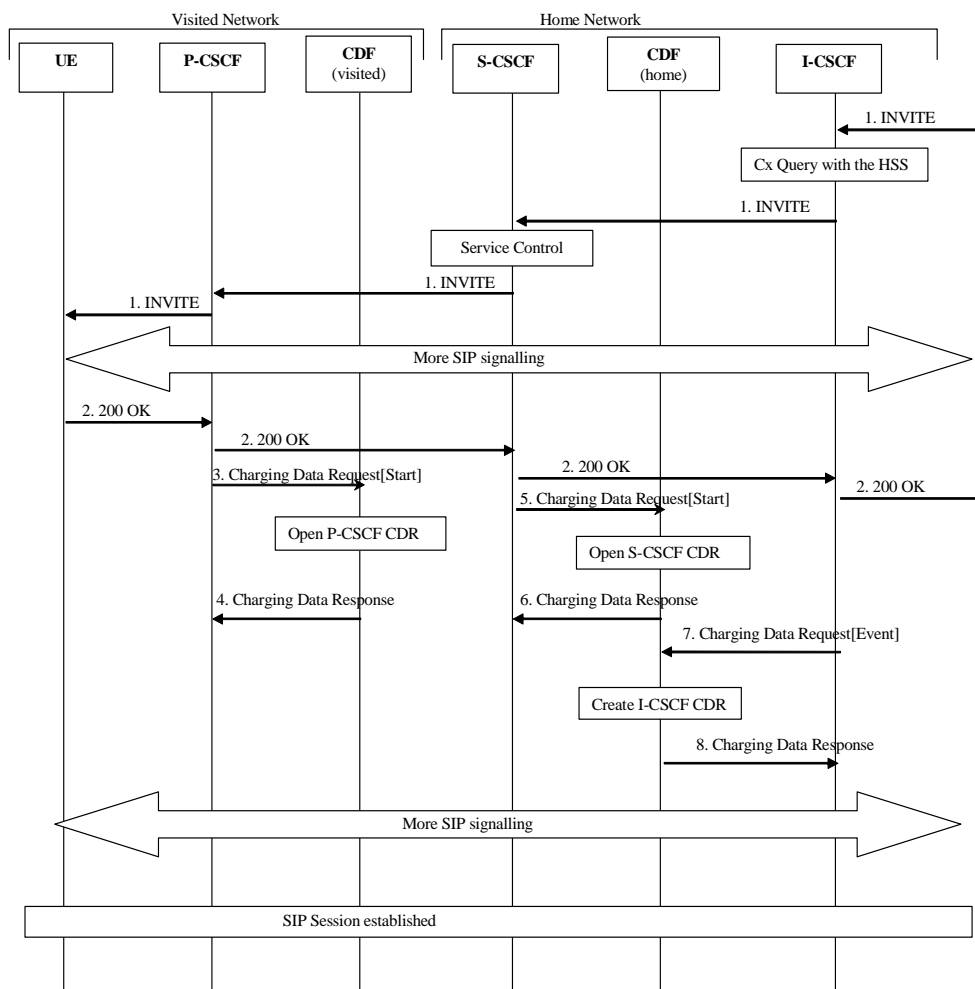 Visited Network
Home Network
UE
P-CSCF
CDF
(visited)
S-CSCF
CDF
(home)
I-CSCF
1. INVITE
Cx Query with the HSS
1. INVITE
Service Control
1. INVITE
1. INVITE
More SIP signalling
2. 200 OK
2. 200 OK
2. 200 OK
2. 200 OK
3. Charging Data Request[Start]
5. Charging Data Request[Start]
Open P-CSCF CDR
Open S-CSCF CDR
4. Charging Data Response
6. Charging Data Response
7. Charging Data Request[Event]
Create I-CSCF CDR
8. Charging Data Response
More SIP signalling
SIP Session established